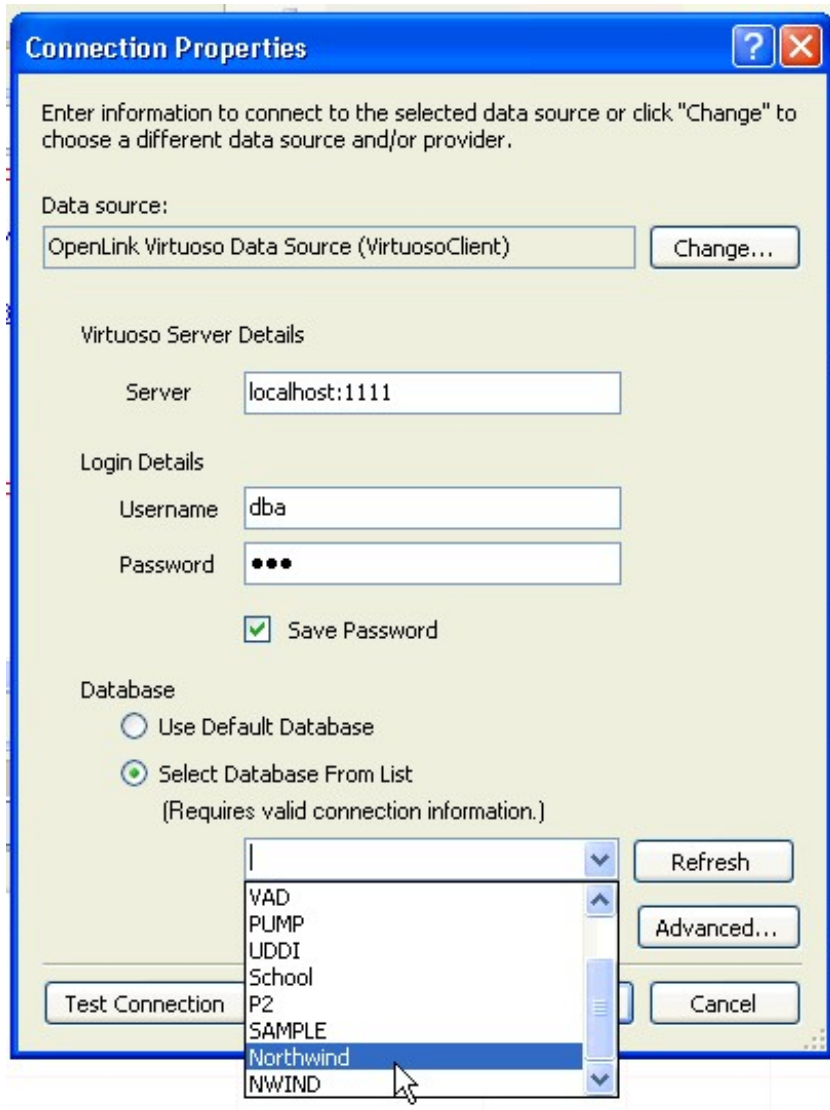 Connection Properties
Enter information to connect to the selected data source or click "Change" to
choose a different data source and/or provider.
Data source:
OpenLink Virtuoso Data Source (VirtuosoClient)
Change...
Virtuoso Server Details
Server
localhost:1111
Login Details
Username
dba
Password
•••
Save Password
Database
Use Default Database
Select Database From List
(Requires valid connection information.)
Refresh
VAD
PUMP
UDDI
School
P2
SAMPLE
Northwind
NWIND
Advanced...
Test Connection
Cancel